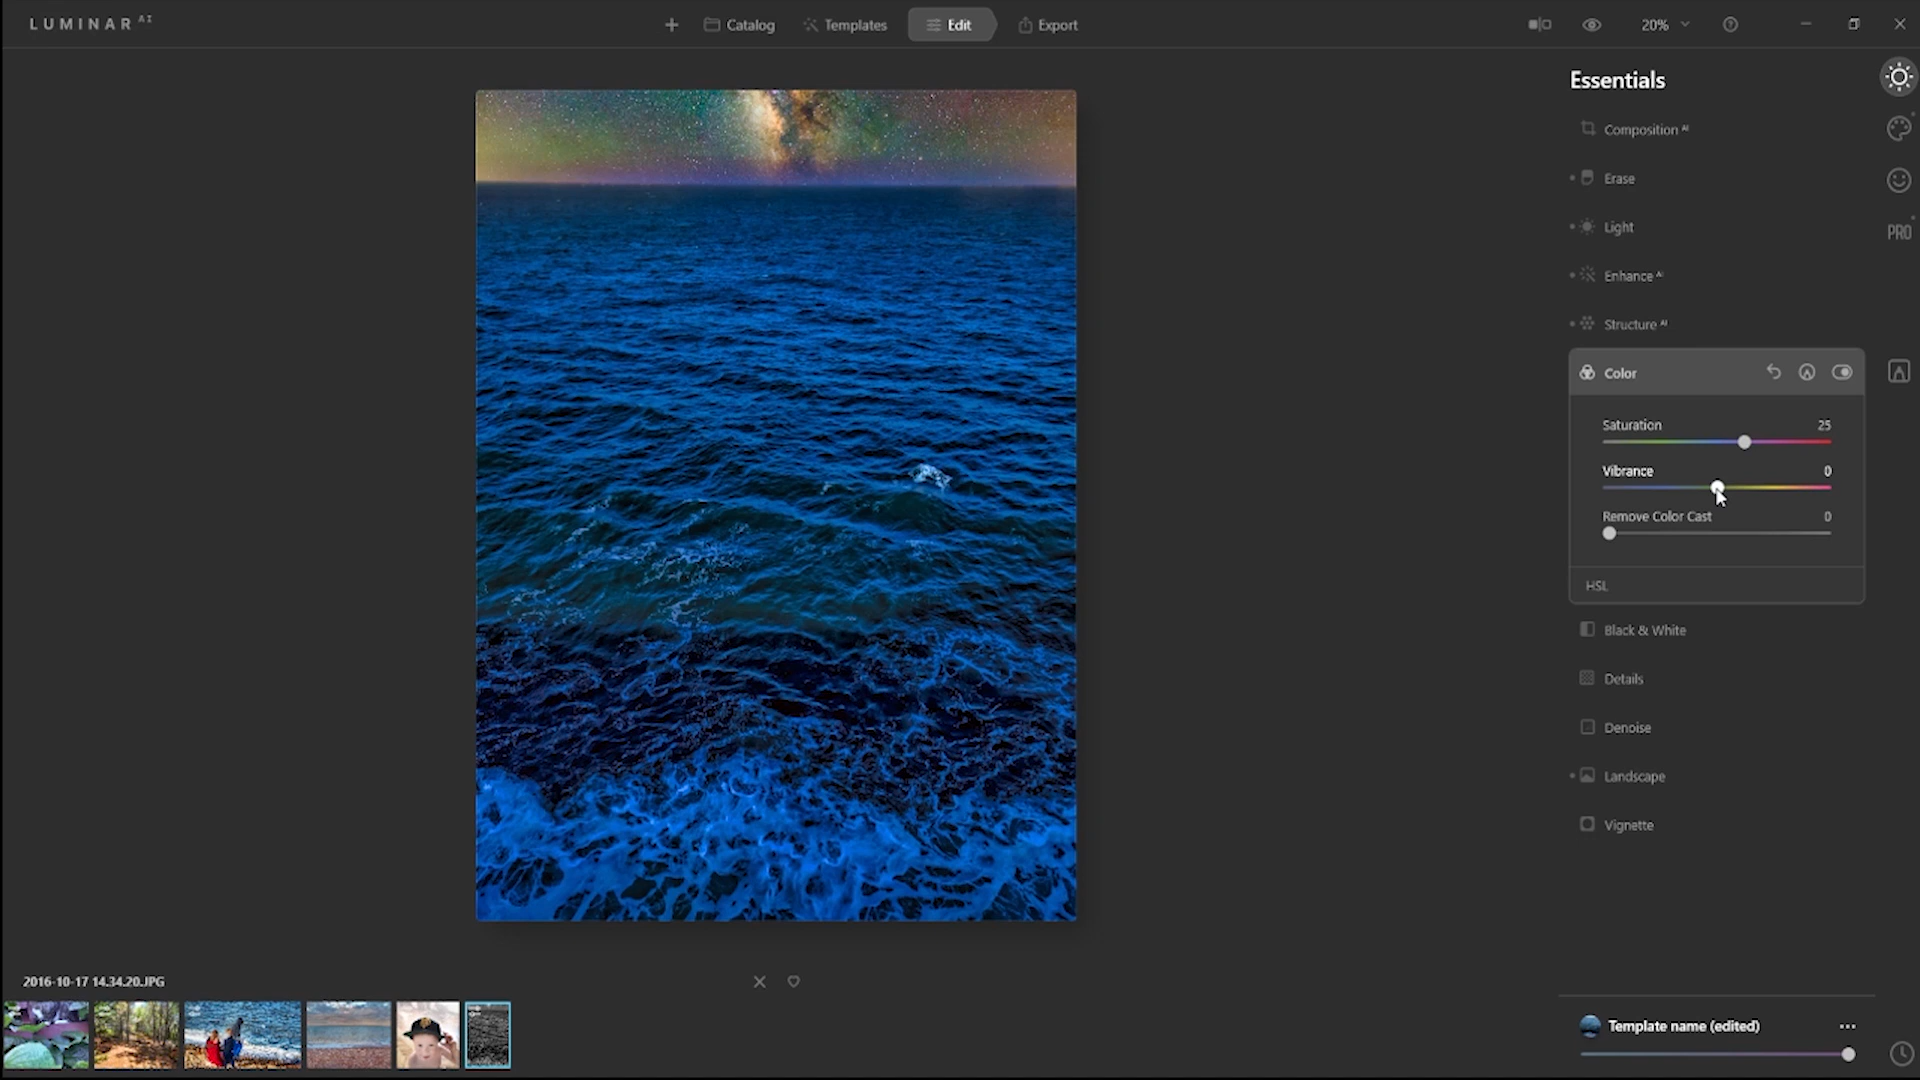 LUMINAR AI
Catalog
Templates
Edit
Export
20%
Essentials
Composition AI
Erase
Light
Enhance AI
Structure AI
Color
Saturation 25
Vibrance 0
Remove Color Cast 0
HSL
Black & White
Details
Denoise
Landscape
Vignette
PRO
2016-10-17 14.34.20.JPG
Template name (edited)